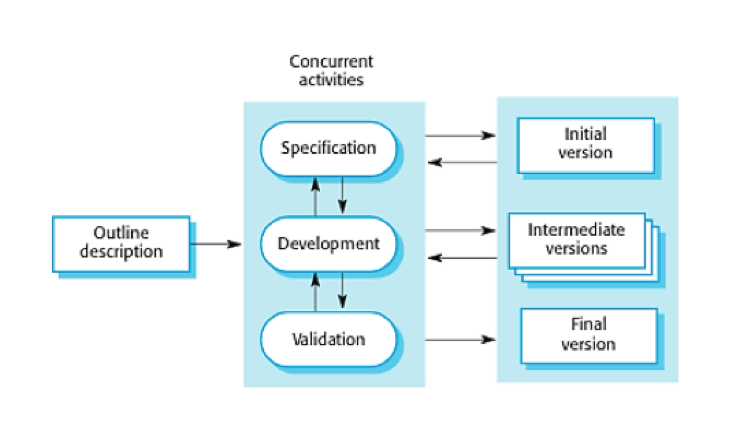 Concurrent
activities
Specification
Initial
version
Outline
description
Development
Intermediate
versions
Validation
Final
version